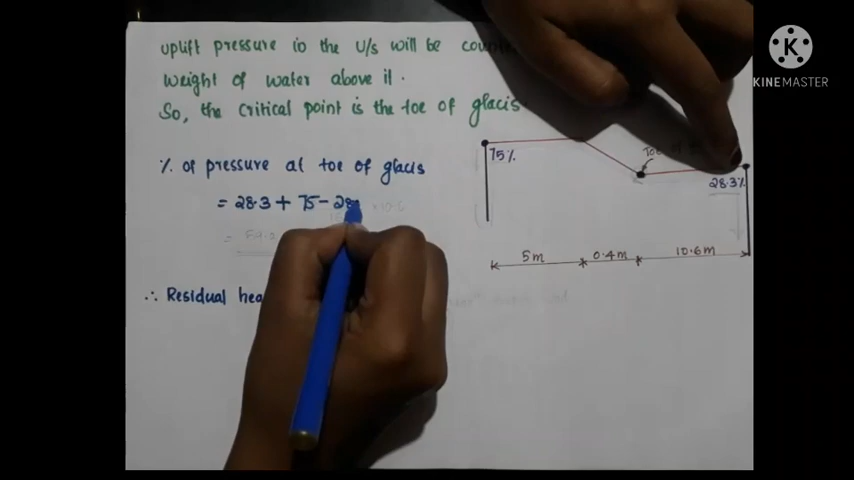 uplift pressure in the U/s will be
weight of water above it.
So, the critical point is the toe of glacis.
% of pressure at toe of glacis
= 28.3 + 75 - 28
∴ Residual hea
75%
28.3%
5m
0.4m
10.6m
K
KINEMASTER